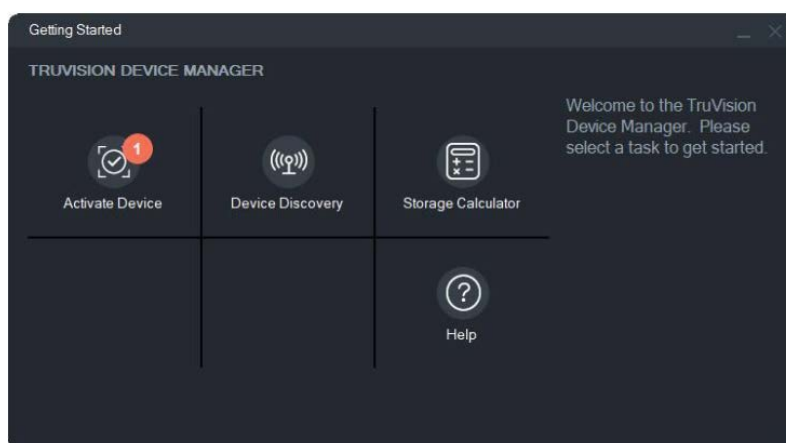 Getting Started
TRUVISION DEVICE MANAGER
Welcome to the TruVision
Device Manager. Please
select a task to get started.
1
Activate Device
Device Discovery
Storage Calculator
Help